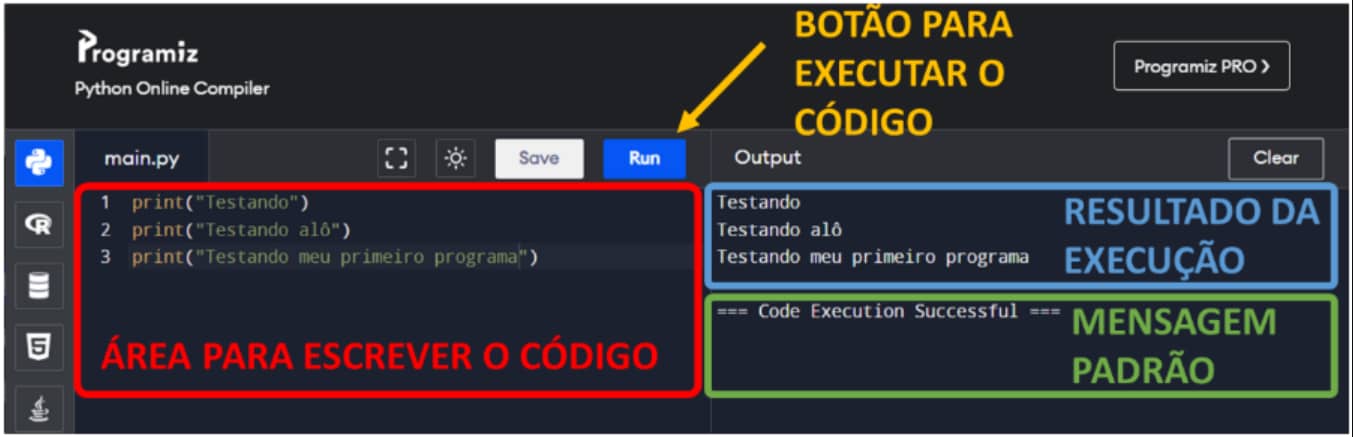 Programiz
Python Online Compiler
BOTÃO PARA
EXECUTAR O
CÓDIGO
Programiz PRO >
main.py
Save
Run
Output
Clear
1 print("Testando")
2 print("Testando alô")
3 print("Testando meu primeiro programa")
ÁREA PARA ESCREVER O CÓDIGO
Testando
Testando alô
Testando meu primeiro programa
RESULTADO DA
EXECUÇÃO
=== Code Execution Successful ===
MENSAGEM
PADRÃO
R
5